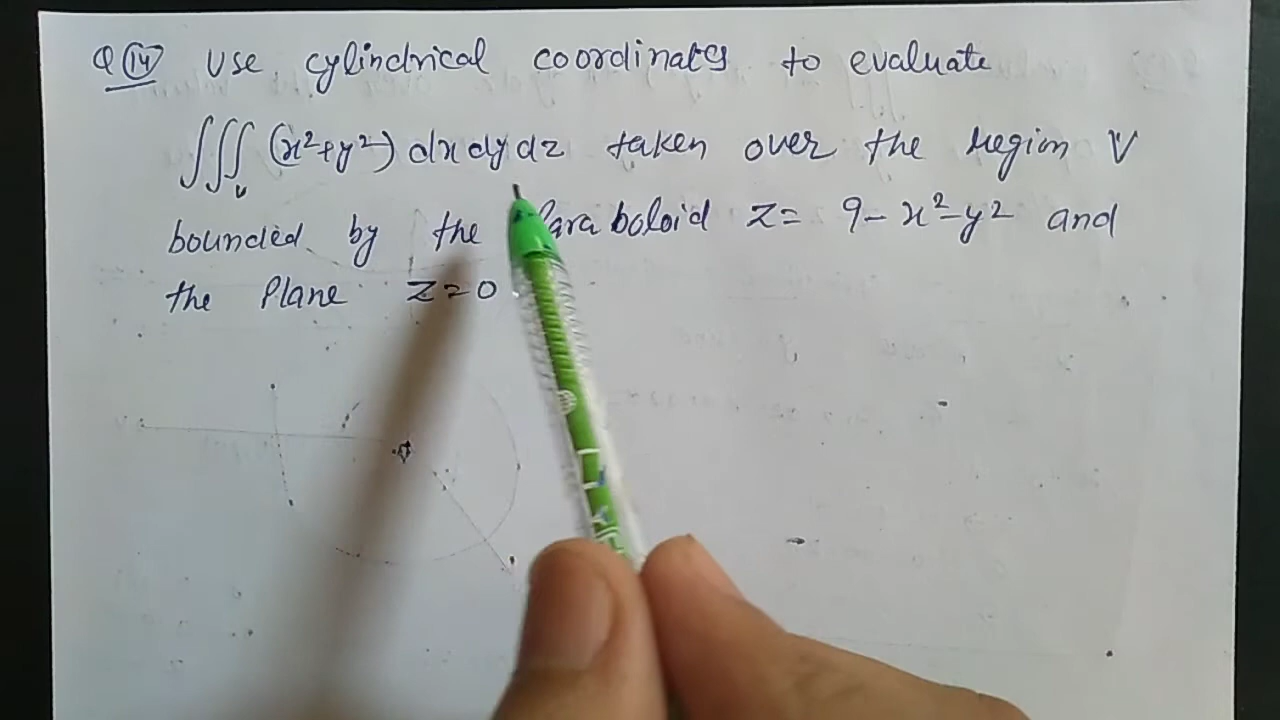 Q 14 Use cylindrical coordinates to evaluate
∭_V (x²+y²) dx dy dz taken over the region V
bounded by the Paraboloid z = 9 - x² - y² and
the Plane z=0